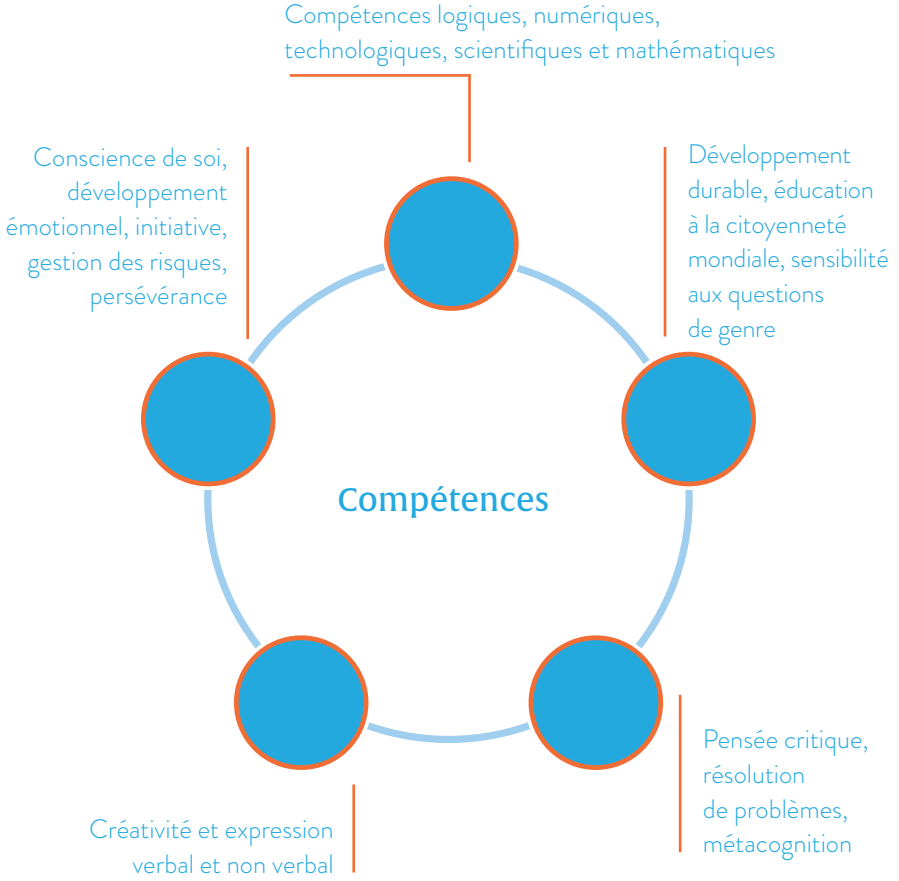 Compétences logiques, numériques,
technologiques, scientifiques et mathématiques
Conscience de soi,
développement
émotionnel, initiative,
gestion des risques,
persévérance
Développement
durable, éducation
à la citoyenneté
mondiale, sensibilité
aux questions
de genre
Compétences
Pensée critique,
résolution
de problèmes,
métacognition
Créativité et expression
verbal et non verbal